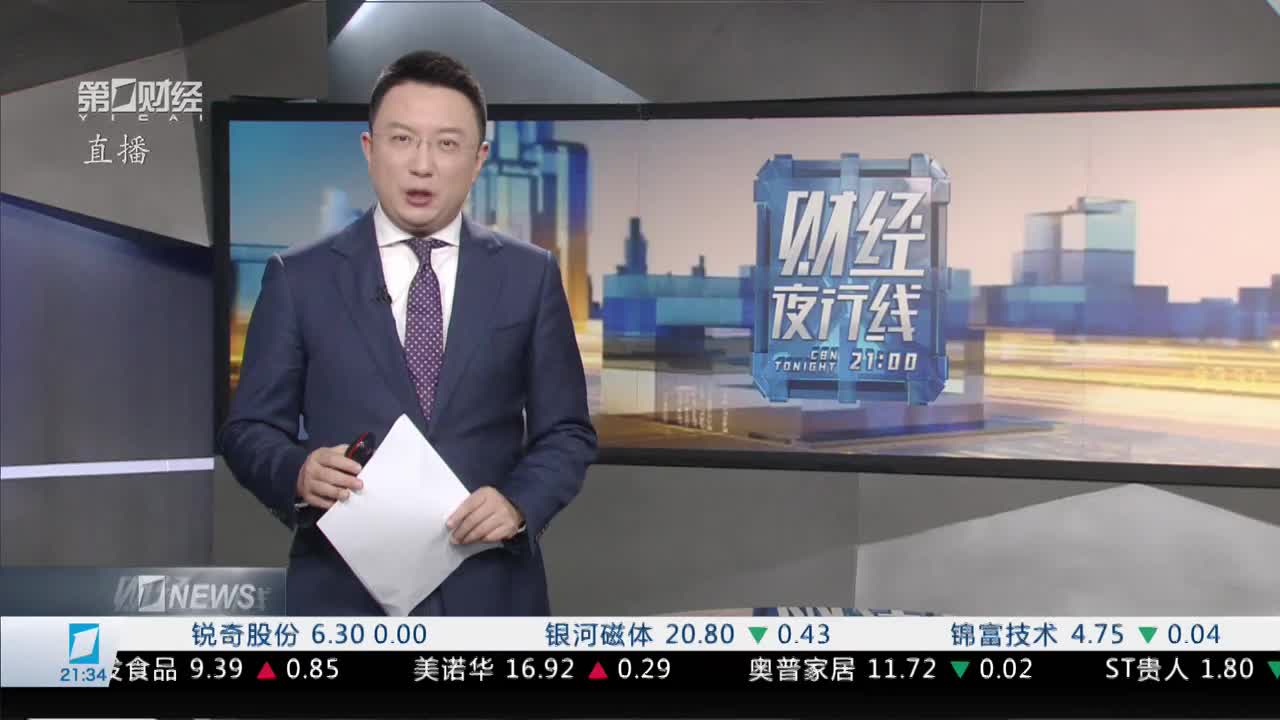 第一财经
YICAI
直播
财经
夜行线
CBN
TONIGHT 21:00
NEWS
锐奇股份 6.30 0.00 银河磁体 20.80 ▼ 0.43 锦富技术 4.75 ▼ 0.04
21:34
食品 9.39 ▲ 0.85 美诺华 16.92 ▲ 0.29 奥普家居 11.72 ▼ 0.02 ST贵人 1.80 ▼